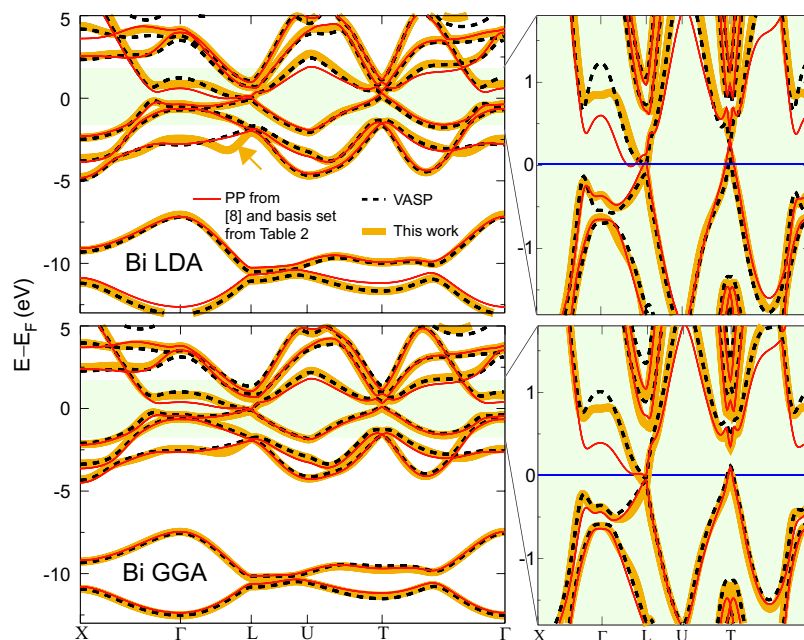 5
0
-5
-10
PP from
[8] and basis set
from Table 2
VASP
This work
Bi LDA
1
0
-1
E−E_F (eV)
5
0
-5
-10
Bi GGA
X Γ L U T Γ
1
0
-1
X Γ L U T